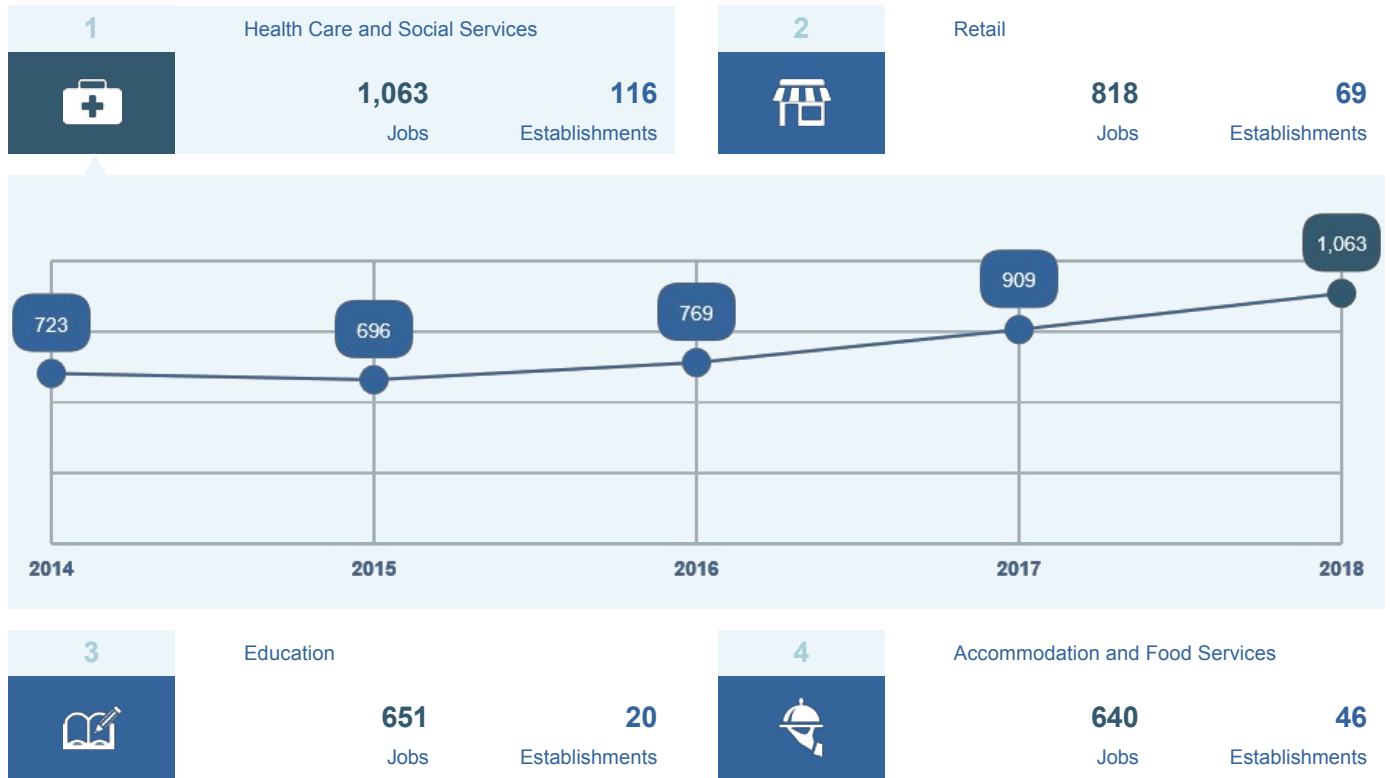 1
Health Care and Social Services
1,063
Jobs
116
Establishments
2
Retail
818
Jobs
69
Establishments
723
696
769
909
1,063
2014
2015
2016
2017
2018
3
Education
651
Jobs
20
Establishments
4
Accommodation and Food Services
640
Jobs
46
Establishments